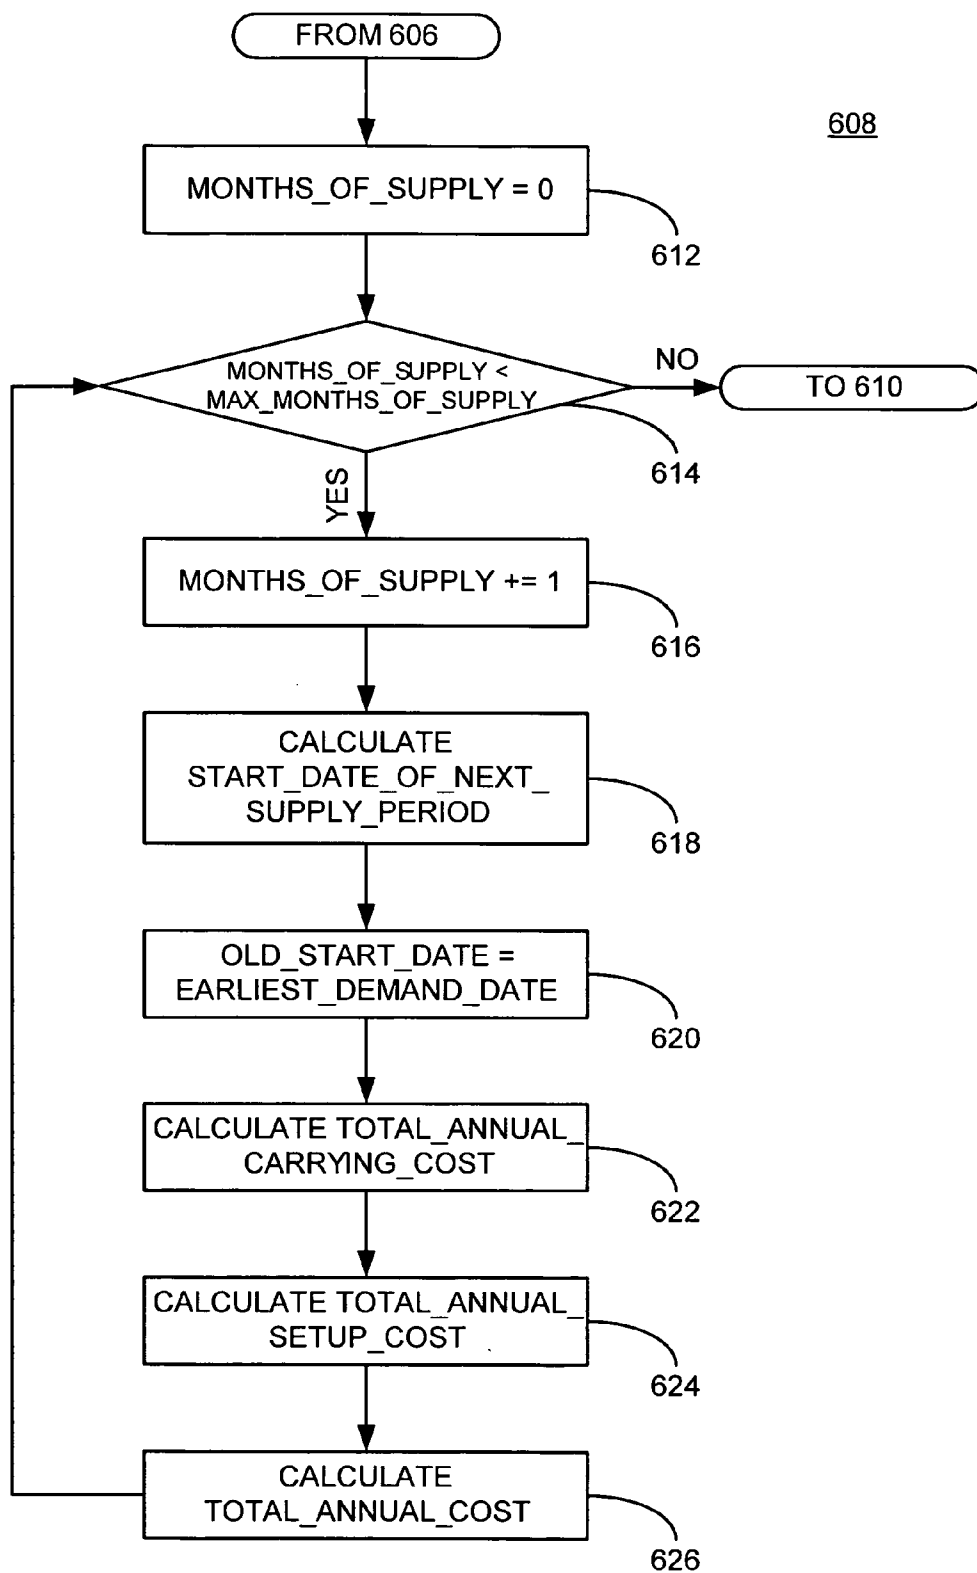 FROM 606
608
MONTHS_OF_SUPPLY = 0
612
MONTHS_OF_SUPPLY <
MAX_MONTHS_OF_SUPPLY
NO
TO 610
614
YES
MONTHS_OF_SUPPLY += 1
616
CALCULATE
START_DATE_OF_NEXT_
SUPPLY_PERIOD
618
OLD_START_DATE =
EARLIEST_DEMAND_DATE
620
CALCULATE TOTAL_ANNUAL_
CARRYING_COST
622
CALCULATE TOTAL_ANNUAL_
SETUP_COST
624
CALCULATE
TOTAL_ANNUAL_COST
626